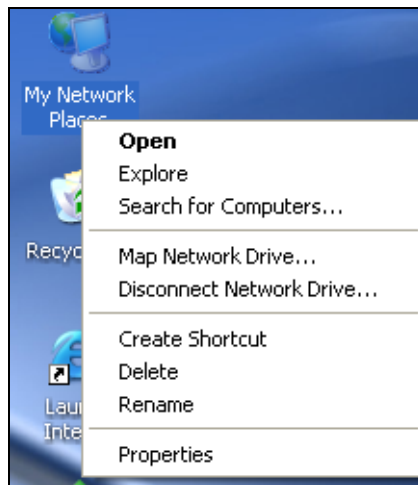 My Network
Places
Open
Explore
Search for Computers...
Map Network Drive...
Disconnect Network Drive...
Create Shortcut
Delete
Rename
Properties